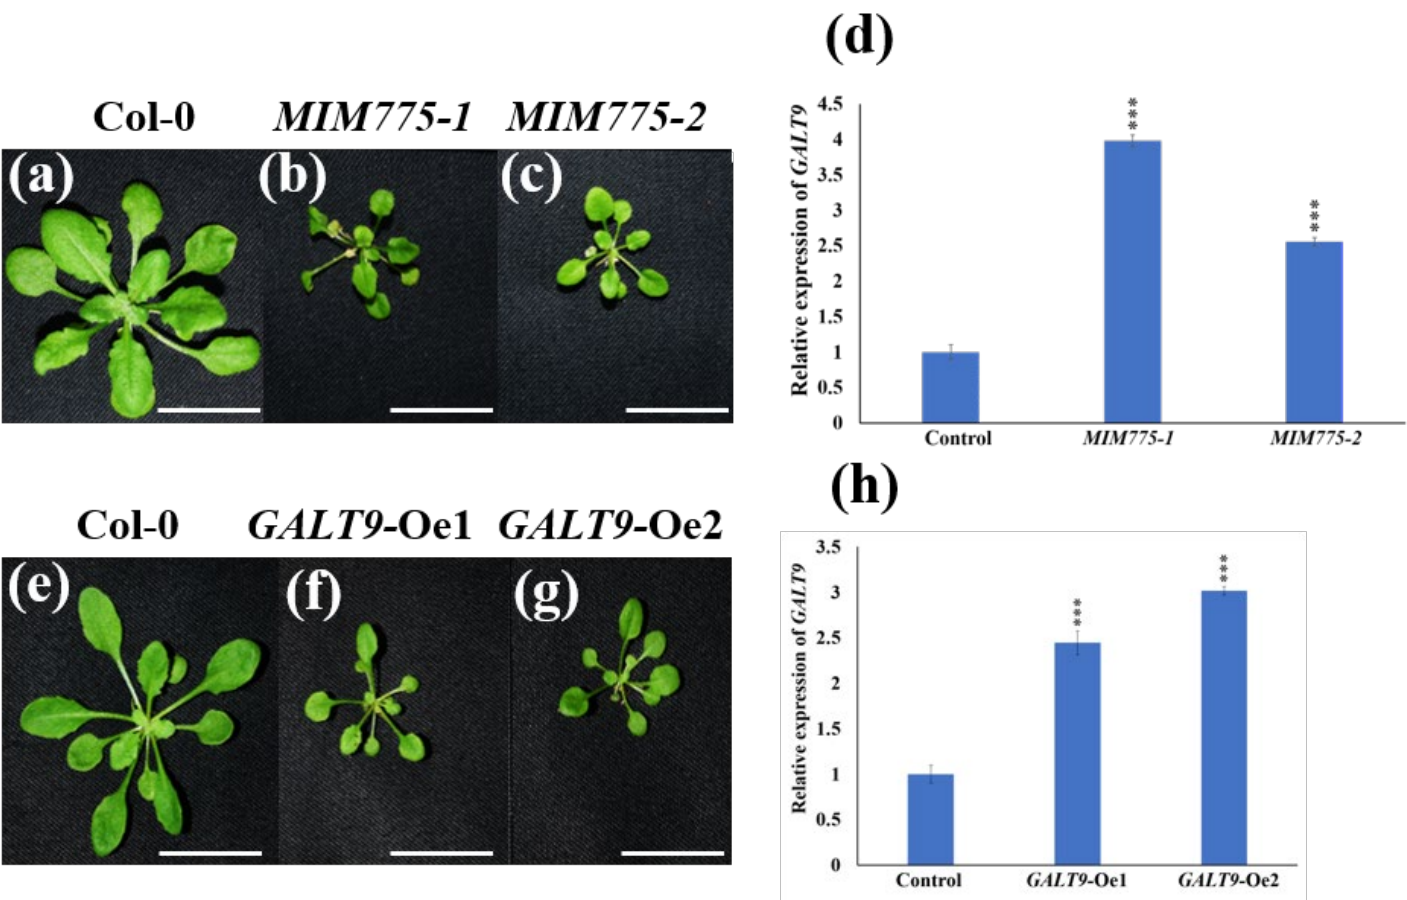 (d)
Col-0 MIM775-1 MIM775-2
(a) (b) (c)
Relative expression of GALT9
4.5
4
3.5
3
2.5
2
1.5
1
0.5
0
***
***
Control MIM775-1 MIM775-2
(h)
Col-0 GALT9-Oe1 GALT9-Oe2
(e) (f) (g)
Relative expression of GALT9
3.5
3
2.5
2
1.5
1
0.5
0
***
***
Control GALT9-Oe1 GALT9-Oe2